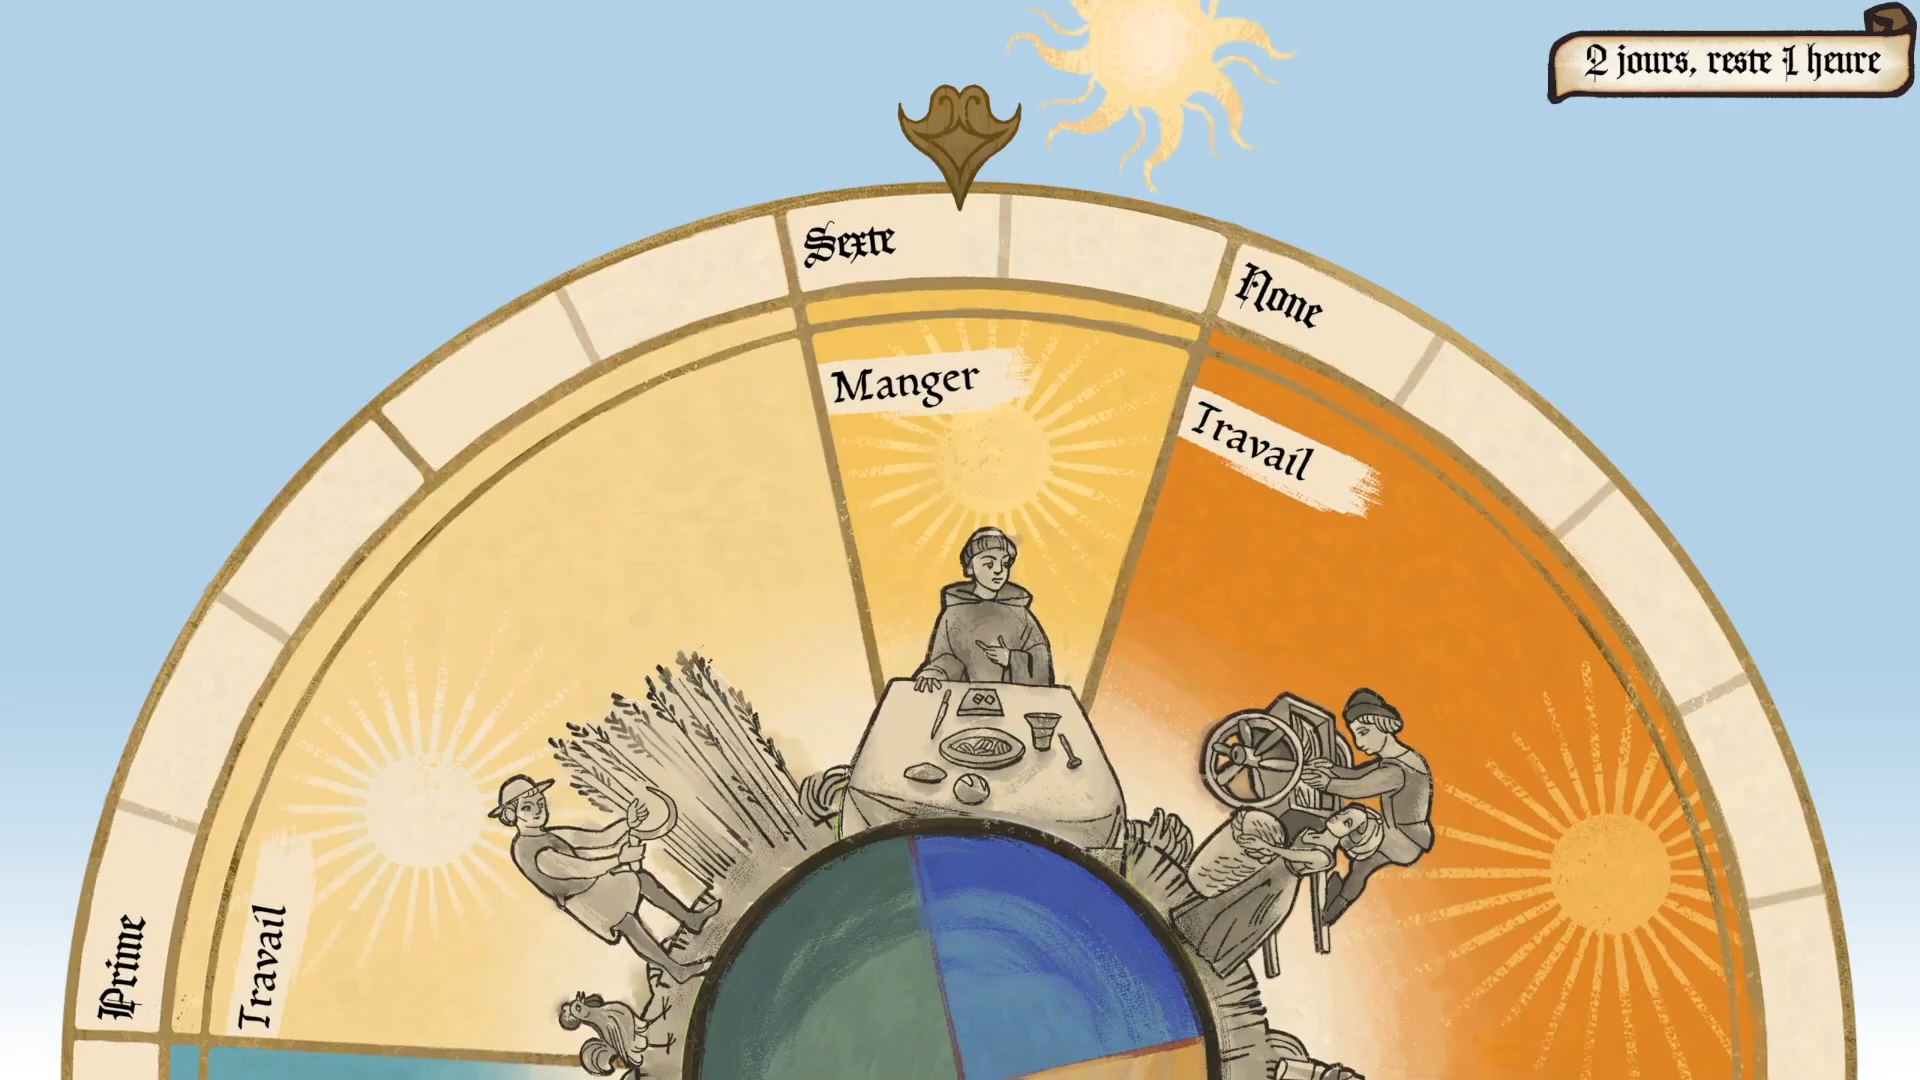 2 jours, reste 1 heure
Sexte
None
Manger
Travail
Prime
Travail